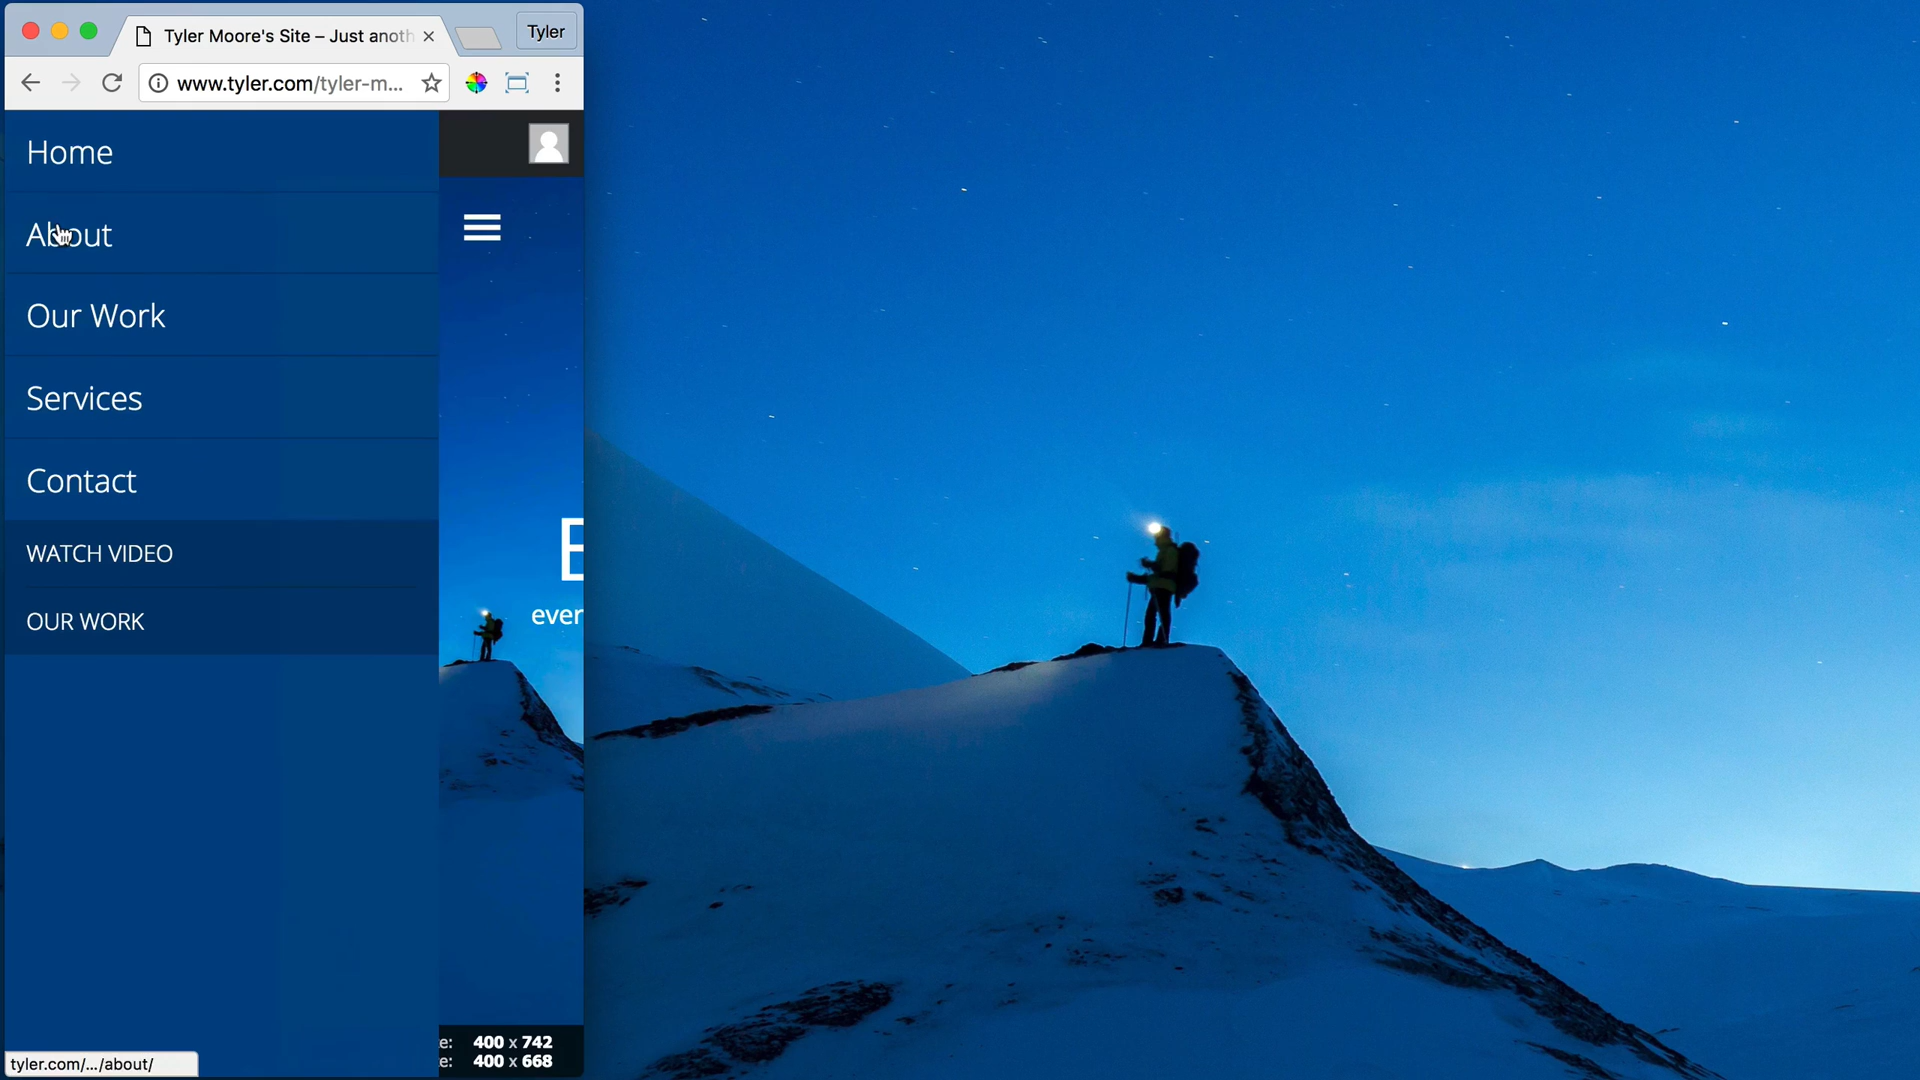 Tyler Moore's Site – Just anoth
Tyler
www.tyler.com/tyler-m...
Home
About
Our Work
Services
Contact
WATCH VIDEO
OUR WORK
E
ever
e: 400 x 742
e: 400 x 668
tyler.com/.../about/